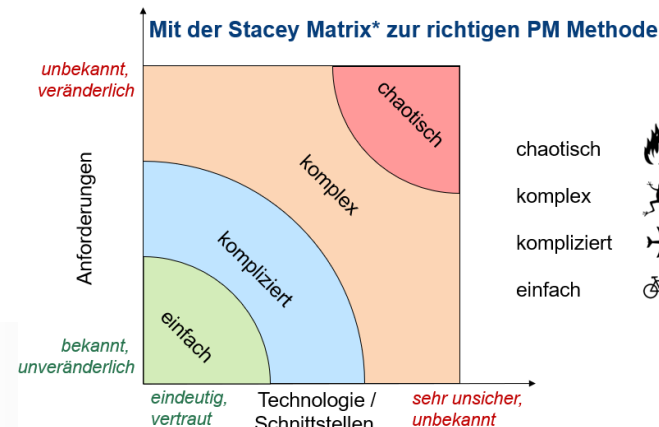 Mit der Stacey Matrix* zur richtigen PM Methode
unbekannt,
veränderlich
Anforderungen
bekannt,
unveränderlich
chaotisch
komplex
kompliziert
einfach
chaotisch
komplex
kompliziert
einfach
eindeutig,
vertraut
Technologie /
Schnittstellen
sehr unsicher,
unbekannt